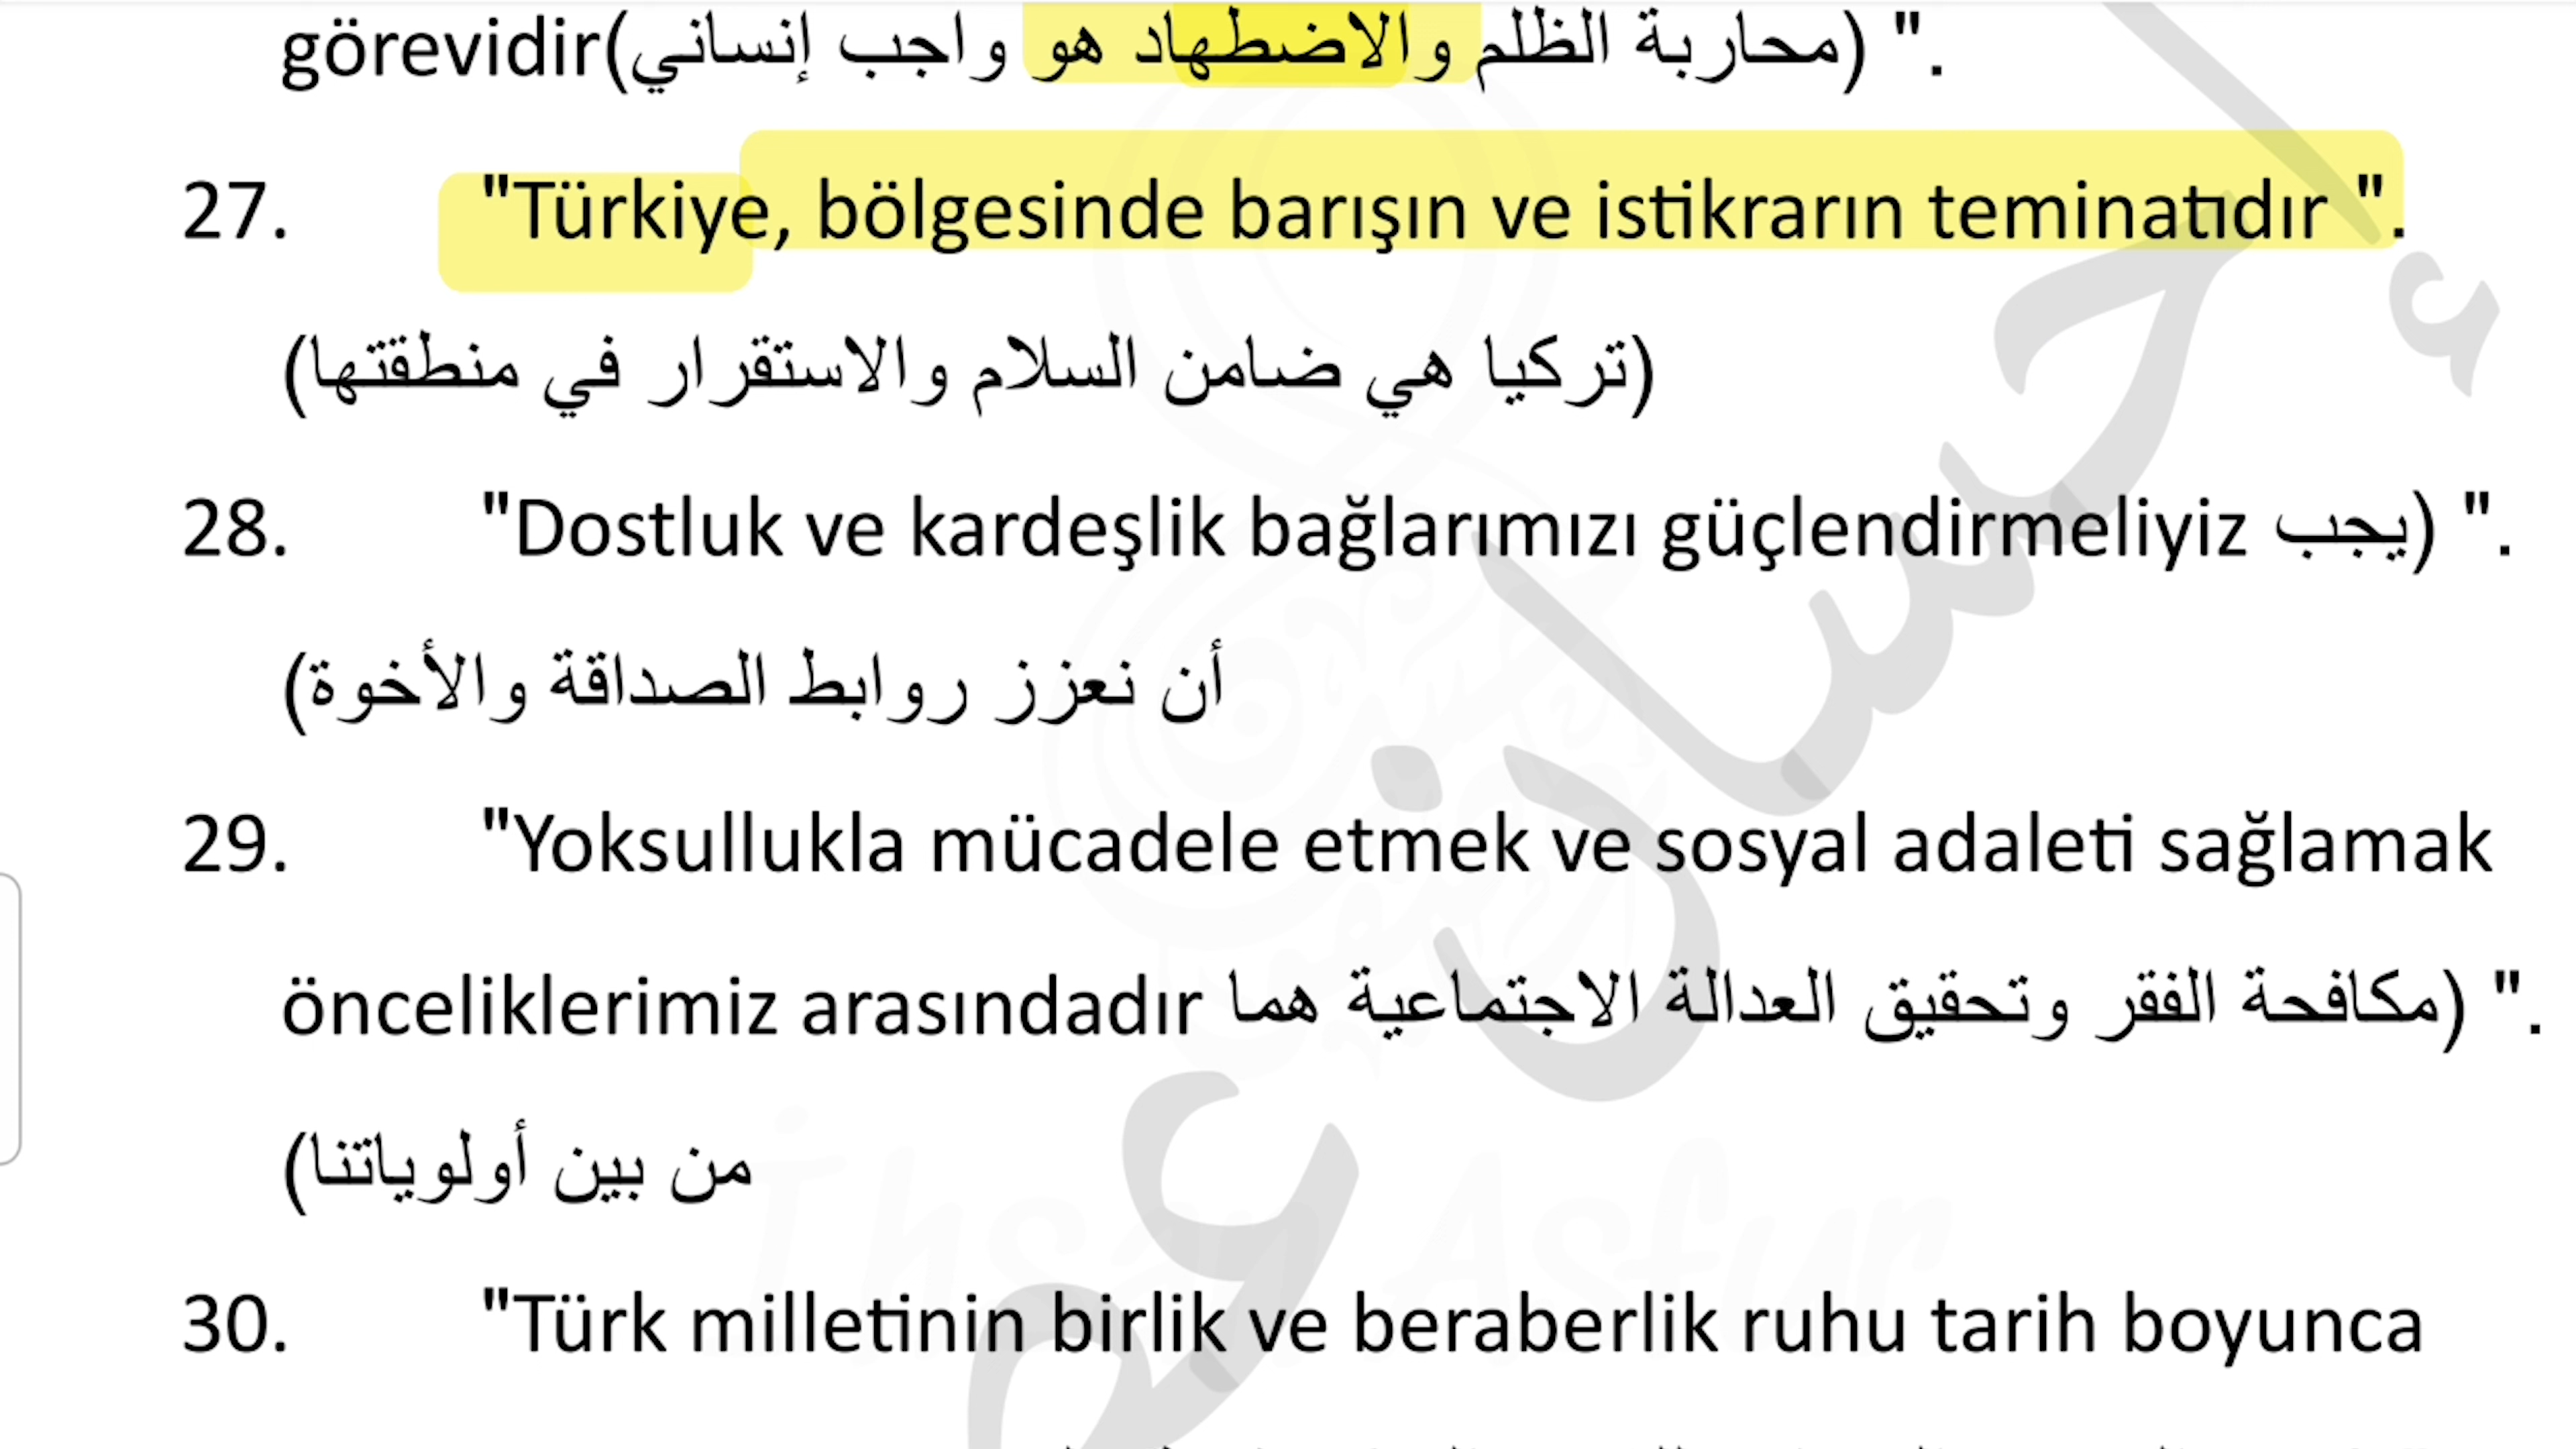 görevidir(محاربة الظلم والاضطهاد هو واجب إنساني) ".
27. "Türkiye, bölgesinde barışın ve istikrarın teminatıdır ".
(تركيا هي ضامن السلام والاستقرار في منطقتها)
28. "Dostluk ve kardeşlik bağlarımızı güçlendirmeliyiz (يجب ".
أن نعزز روابط الصداقة والأخوة)
29. "Yoksullukla mücadele etmek ve sosyal adaleti sağlamak
önceliklerimiz arasındadır (مكافحة الفقر وتحقيق العدالة الاجتماعية هما ".
من بين أولوياتنا)
30. "Türk milletinin birlik ve beraberlik ruhu tarih boyunca
إحسان
İhsan Asfur